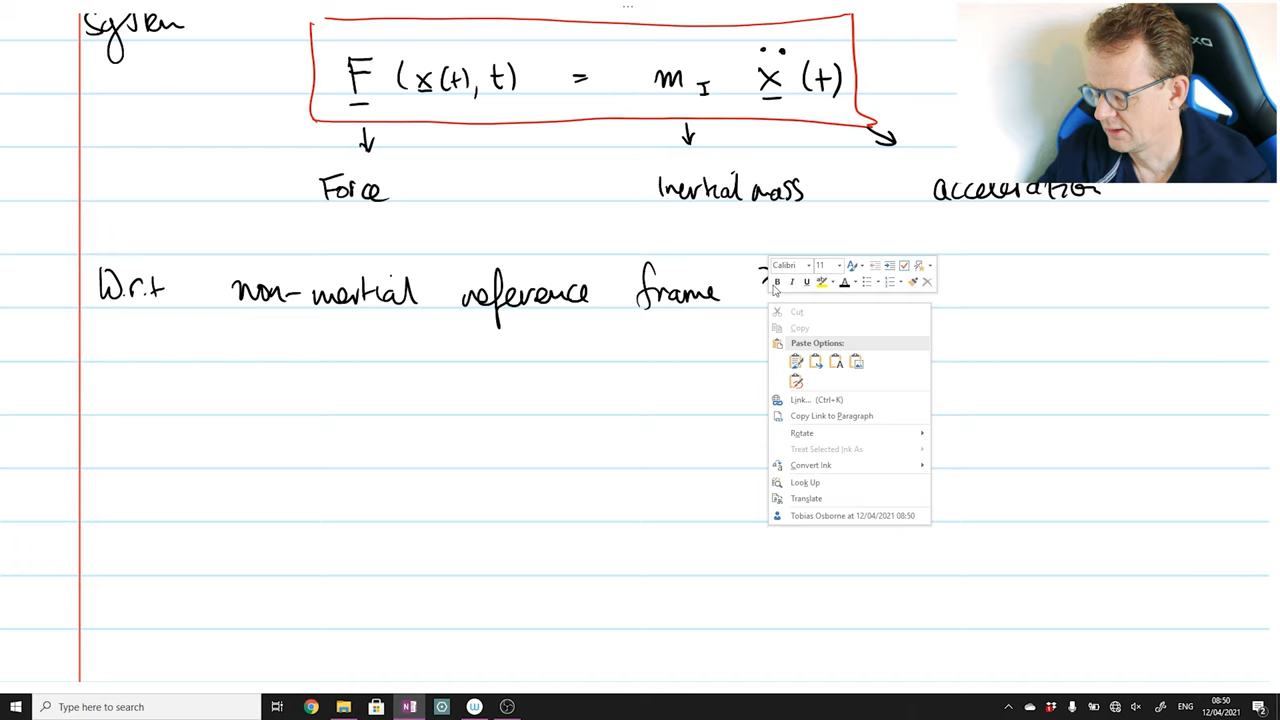 System
F (x(t), t) = m_I ẍ (t)
Force Inertial mass acceleration
W.r.t non-inertial reference frame
Calibri 11
B I U ab A
Cut
Copy
Paste Options:
Link... (Ctrl+K)
Copy Link to Paragraph
Rotate
Treat Selected Ink As
Convert Ink
Look Up
Translate
Tobias Osborne at 12/04/2021 08:50
Type here to search
08:50
12/04/2021
2